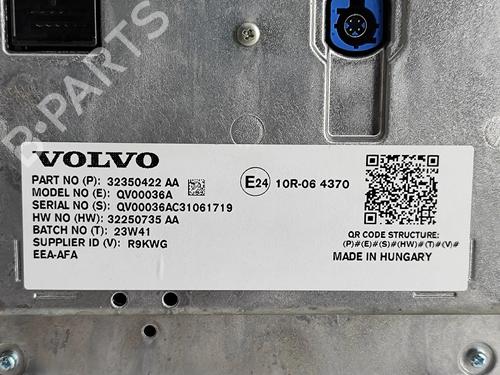 B-PARTS
VOLVO
PART NO (P): 32350422 AA
MODEL NO (E): QV00036A
SERIAL NO (S): QV00036AC31061719
HW NO (HW): 32250735 AA
BATCH NO (T): 23W41
SUPPLIER ID (V): R9KWG
EEA-AFA
E24 10R-06 4370
QR CODE STRUCTURE:
(P)#(E)#(S)#(HW)#(T)#(V)#
MADE IN HUNGARY